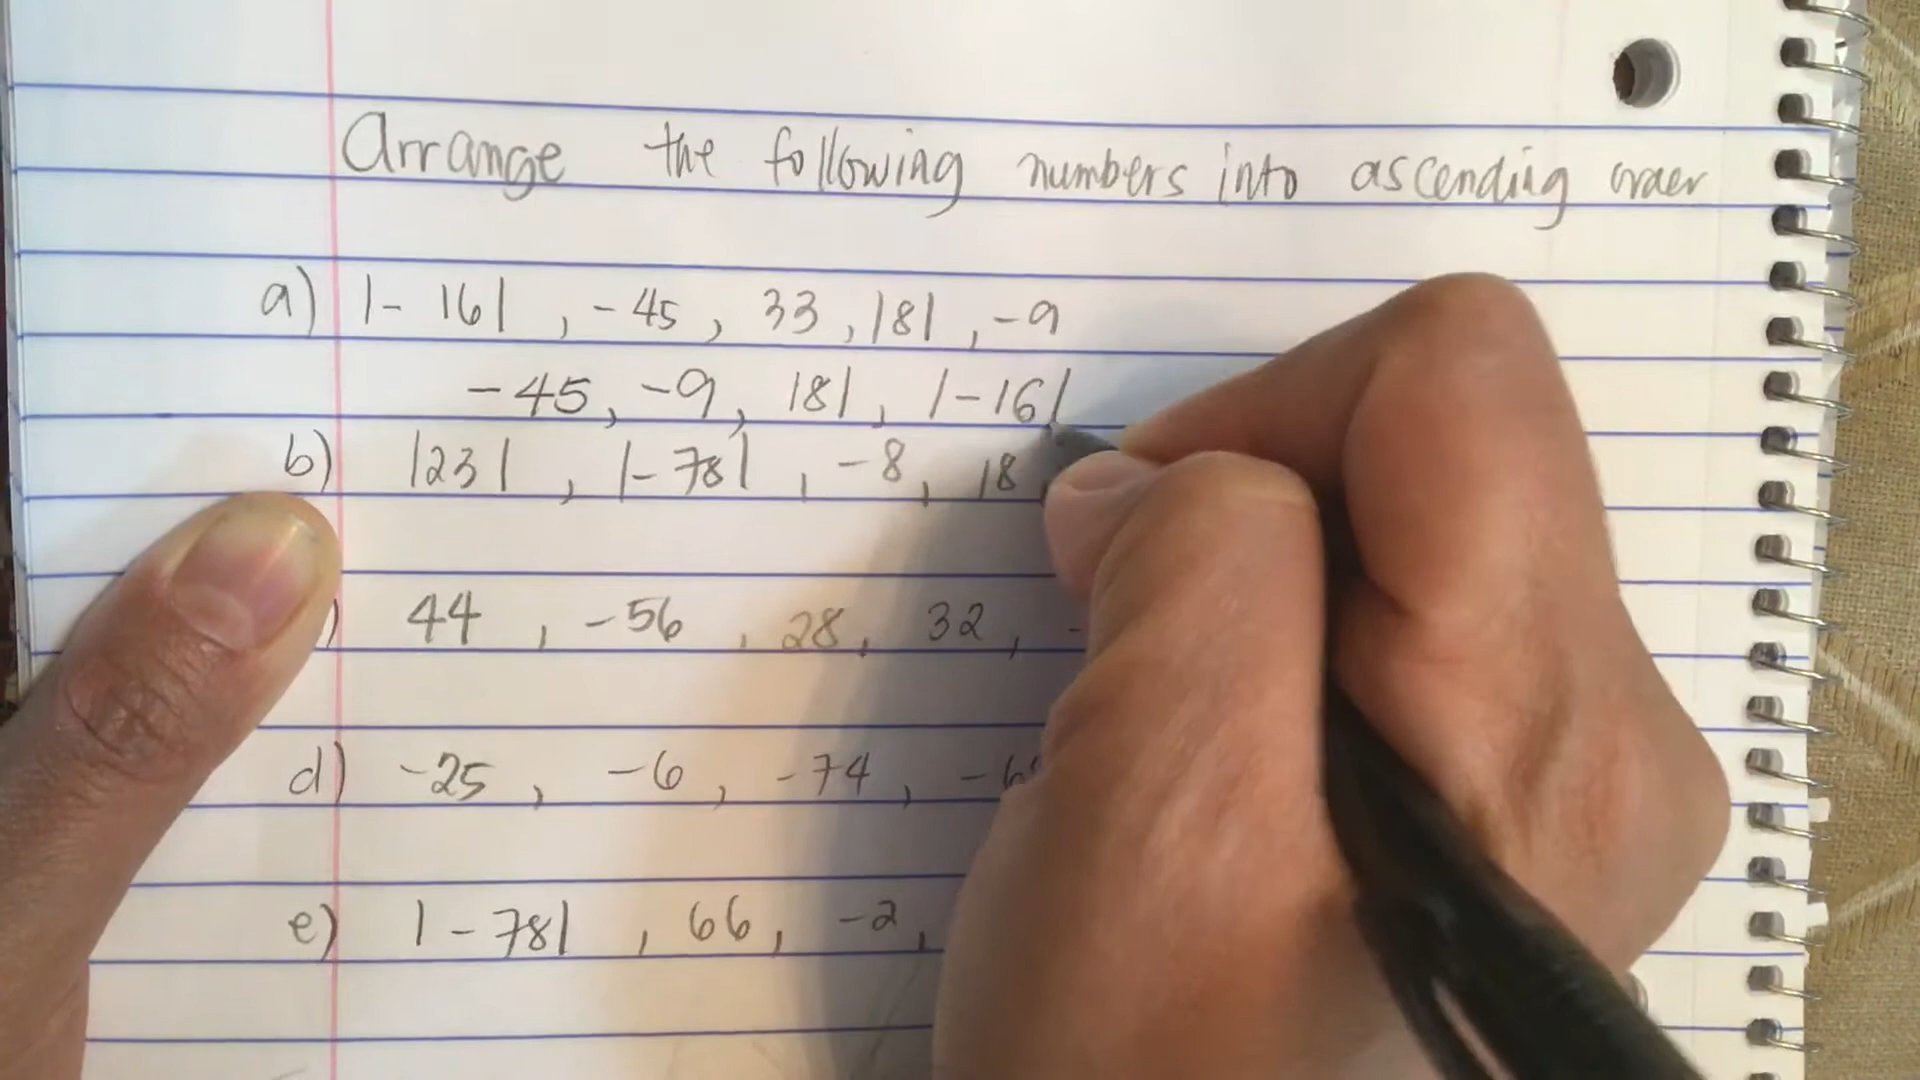 Arrange the following numbers into ascending order
a) |-16| , -45 , 33 , |8| , -9
-45 , -9 , |8| , |-16|
b) |23| , |-78| , -8 , 18
) 44 , -56 , 28 , 32 , -
d) -25 , -6 , -74 ,
e) |-78| , 66 , -2 ,